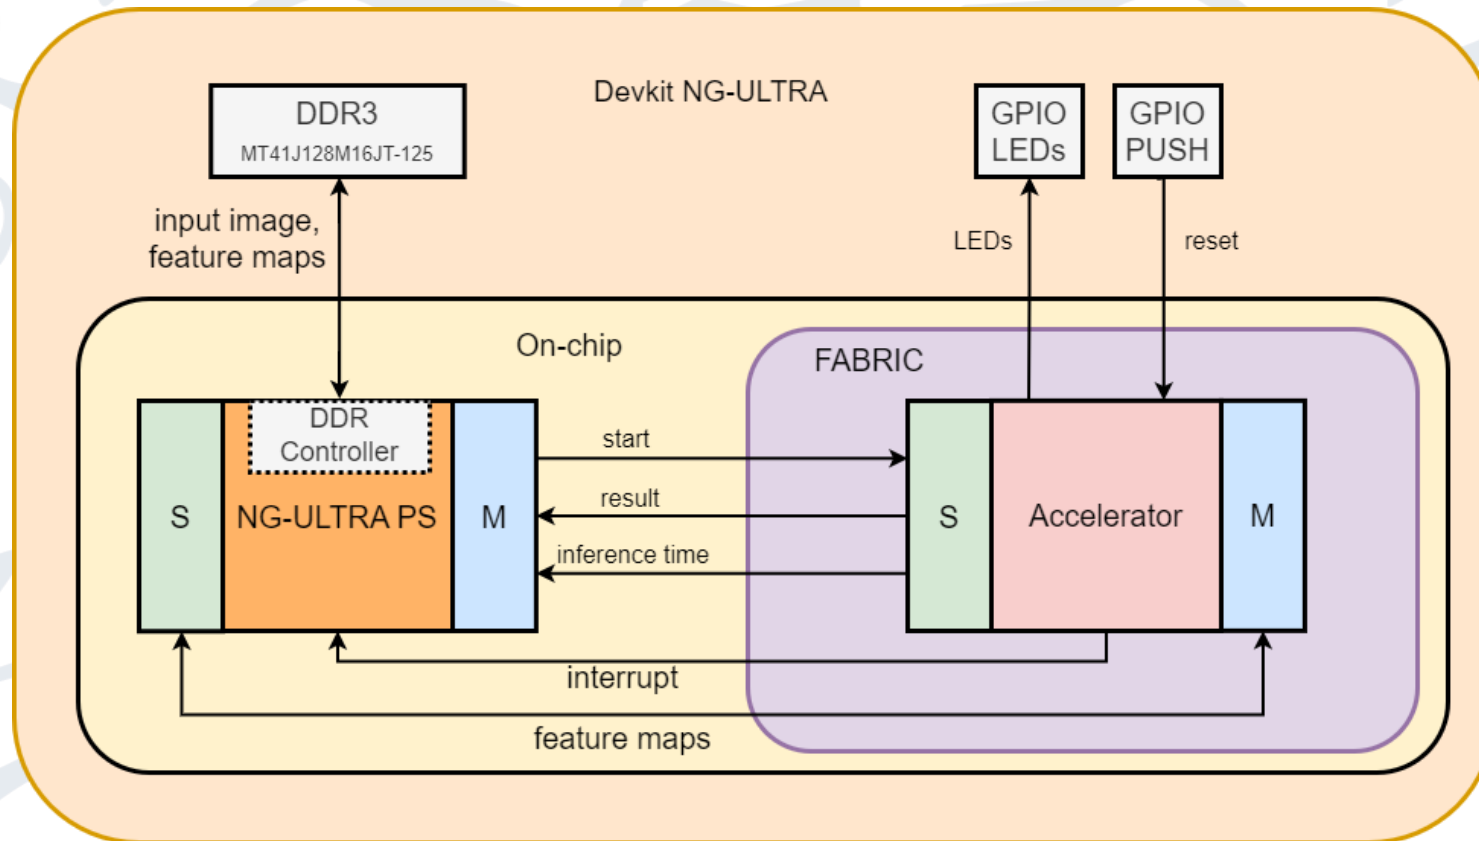 Devkit NG-ULTRA
DDR3
MT41J128M16JT-125
GPIO
LEDs
GPIO
PUSH
input image,
feature maps
LEDs
reset
On-chip
FABRIC
DDR
Controller
S
NG-ULTRA PS
M
start
result
inference time
S
Accelerator
M
interrupt
feature maps